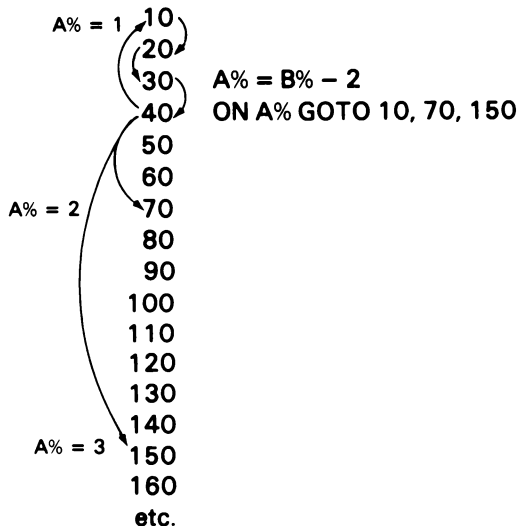 A% = 1 10
20
30 A% = B% – 2
40 ON A% GOTO 10, 70, 150
50
60
A% = 2 70
80
90
100
110
120
130
140
A% = 3 150
160
etc.